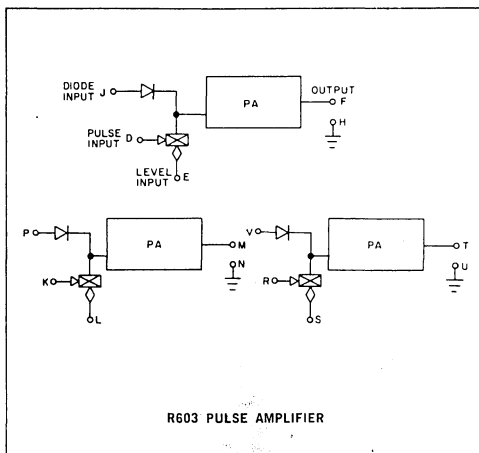 DIODE
INPUT J
PA
OUTPUT
F
H
PULSE
INPUT D
LEVEL
INPUT E
P
PA
M
N
K
L
V
PA
T
U
R
S
R603 PULSE AMPLIFIER